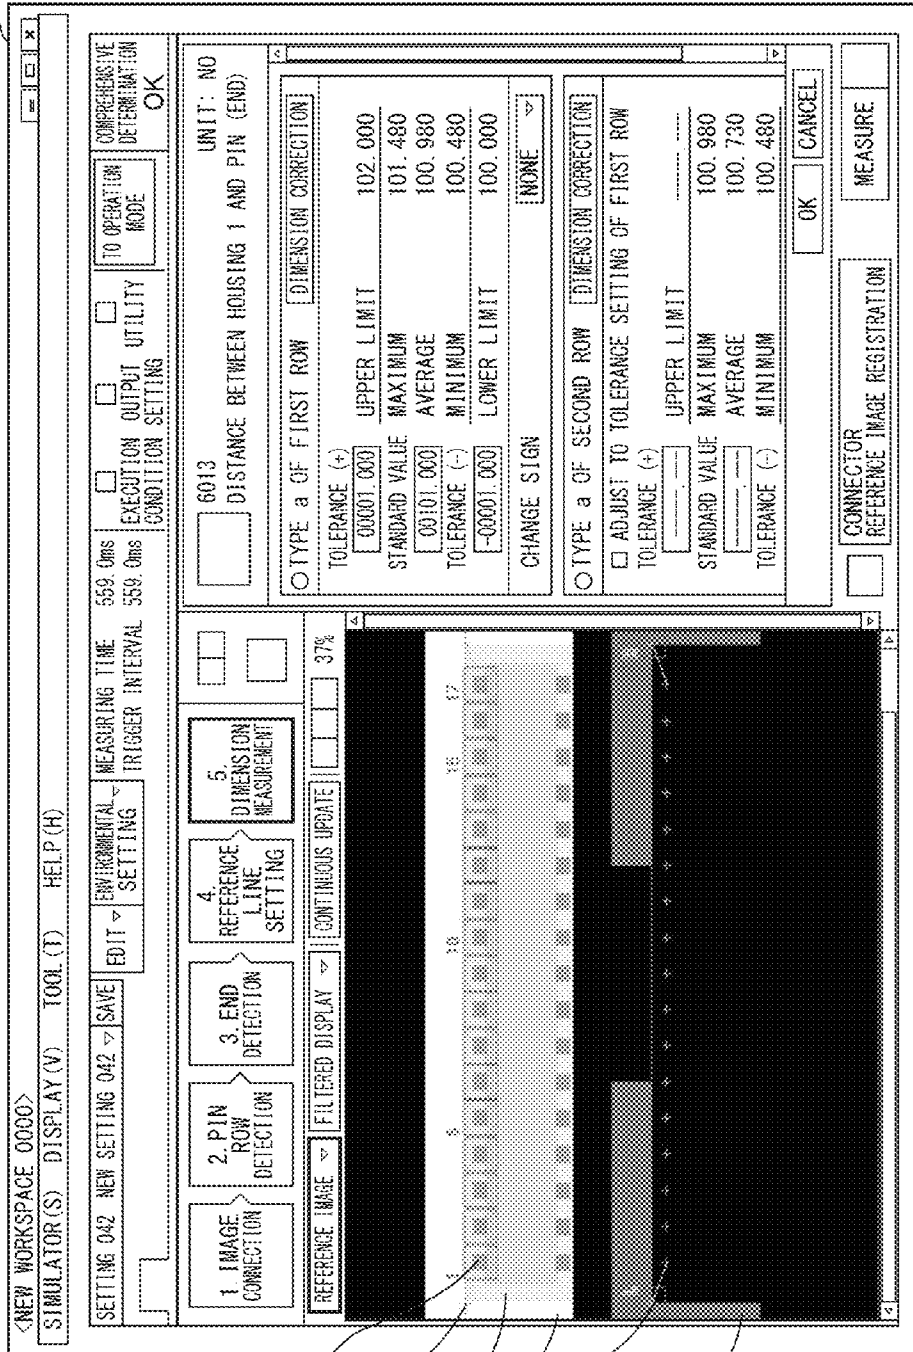 <NEW WORKSPACE 0000>
SIMULATOR(S) DISPLAY(V) TOOL(T) HELP(H)
SETTING 042 NEW SETTING 042 SAVE
EDIT
ENVIRONMENTAL
SETTING
MEASURING TIME 559.0ms
TRIGGER INTERVAL 559.0ms
EXECUTION
CONDITION
OUTPUT
SETTING
UTILITY
TO OPERATION
MODE
COMPREHENSIVE
DETERMINATION
OK
1. IMAGE
CONNECTION
2. PIN
ROW
DETECTION
3. END
DETECTION
4.
REFERENCE
LINE
SETTING
5.
DIMENSION
MEASUREMENT
REFERENCE IMAGE
FILTERED DISPLAY
CONTINUOUS UPDATE
37%
1 5 10 15 17
6013 UNIT: NO
DISTANCE BETWEEN HOUSING 1 AND PIN (END)
TYPE a OF FIRST ROW DIMENSION CORRECTION
TOLERANCE (+)
00001.000 UPPER LIMIT 102.000
STANDARD VALUE MAXIMUM 101.480
00101.000 AVERAGE 100.980
TOLERANCE (-) MINIMUM 100.480
-00001.000 LOWER LIMIT 100.000
CHANGE SIGN NONE
TYPE a OF SECOND ROW DIMENSION CORRECTION
ADJUST TO TOLERANCE SETTING OF FIRST ROW
TOLERANCE (+)
-----.--- UPPER LIMIT -----.---
STANDARD VALUE MAXIMUM 100.980
-----.--- AVERAGE 100.730
TOLERANCE (-) MINIMUM 100.480
OK CANCEL
CONNECTOR
REFERENCE IMAGE REGISTRATION
MEASURE